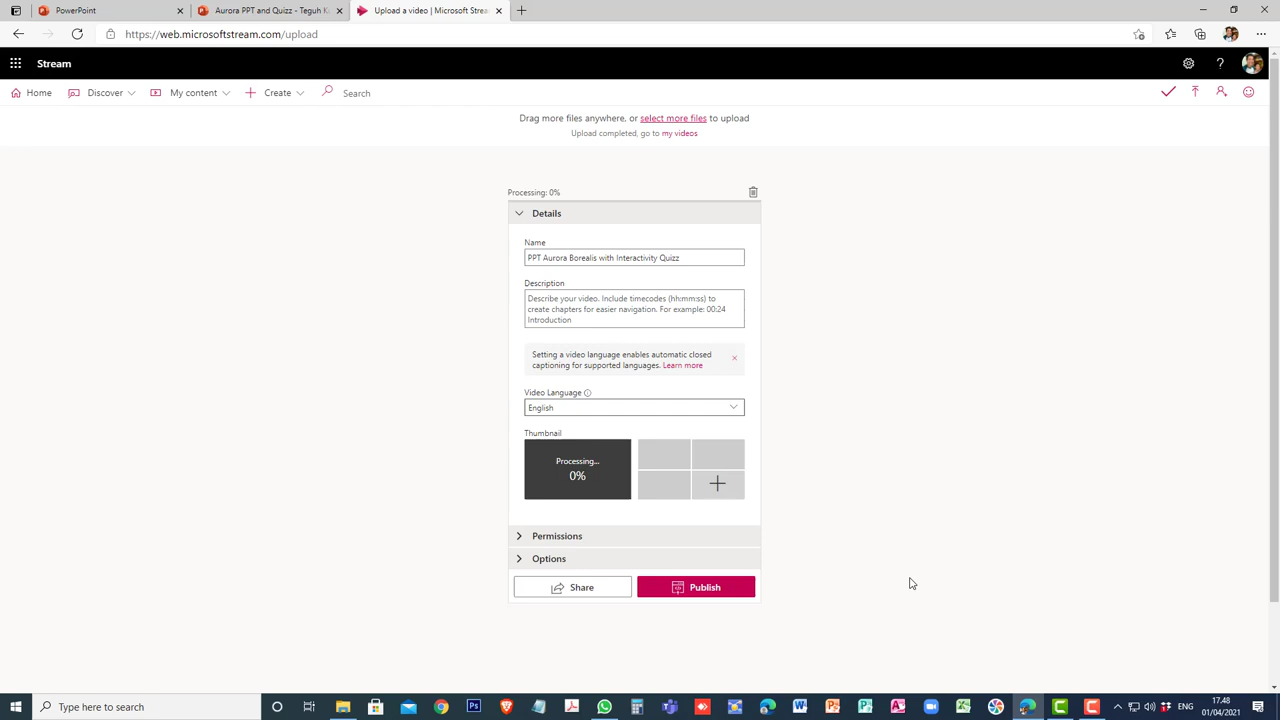 PowerPoint
Aurora PPT and Quizz - Teguh K
Upload a video | Microsoft Strea
https://web.microsoftstream.com/upload
Stream
Home
Discover
My content
Create
Search
Drag more files anywhere, or select more files to upload
Upload completed, go to my videos
Processing: 0%
Details
Name
PPT Aurora Borealis with Interactivity Quizz
Description
Describe your video. Include timecodes (hh:mm:ss) to
create chapters for easier navigation. For example: 00:24
Introduction
Setting a video language enables automatic closed
captioning for supported languages. Learn more
Video Language
English
Thumbnail
Processing...
0%
Permissions
Options
Share
Publish
Type here to search
ENG
17.48
01/04/2021